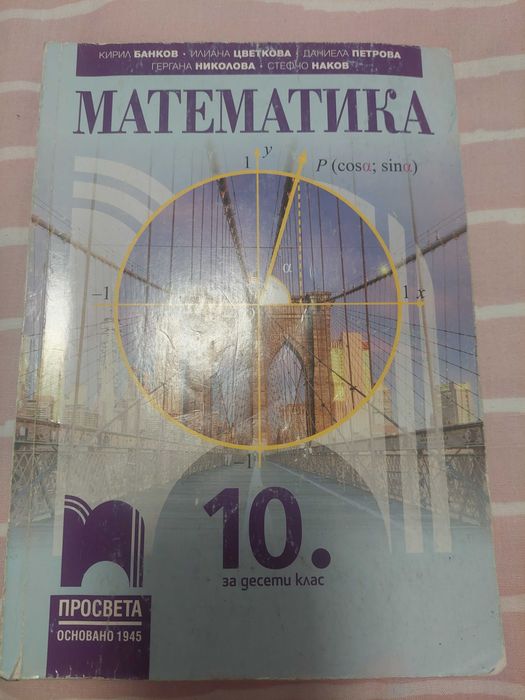 КИРИЛ БАНКОВ • ИЛИАНА ЦВЕТКОВА • ДАНИЕЛА ПЕТРОВА
ГЕРГАНА НИКОЛОВА • СТЕФЧО НАКОВ
МАТЕМАТИКА
1 y
P (cosα; sinα)
α
−1
1 x
−1
10.
за десети клас
ПРОСВЕТА
ОСНОВАНО 1945